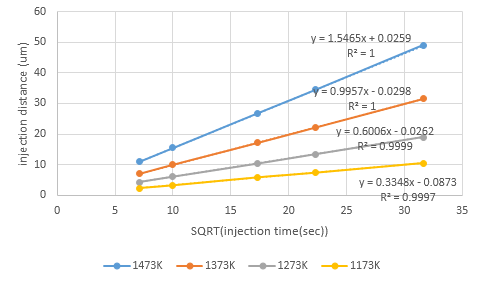 60
50
40
30
20
10
0
injection distance (um)
y = 1.5465x + 0.0259
R² = 1
y = 0.9957x - 0.0298
R² = 1
y = 0.6006x - 0.0262
R² = 0.9999
y = 0.3348x - 0.0873
R² = 0.9997
0 5 10 15 20 25 30 35
SQRT(injection time(sec))
1473K 1373K 1273K 1173K